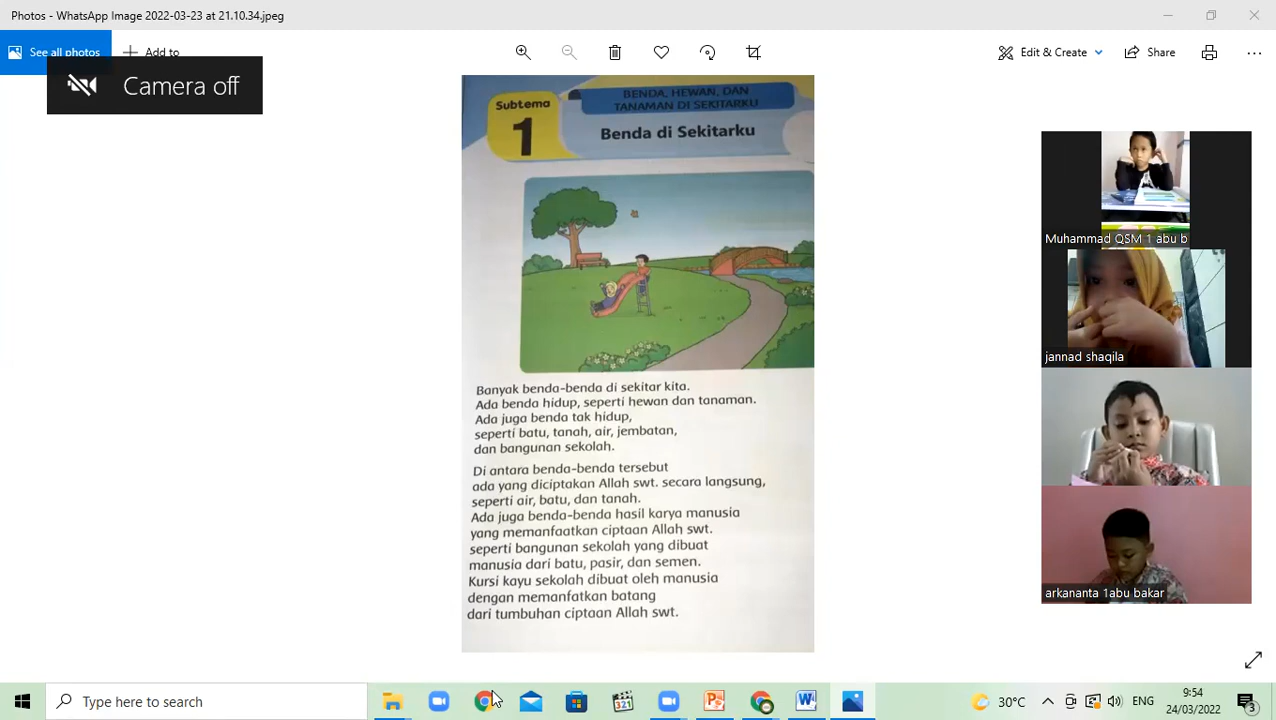 Photos - WhatsApp Image 2022-03-23 at 21.10.34.jpeg
See all photos
Add to
Edit & Create
Share
Camera off
Subtema
1
BENDA, HEWAN, DAN
TANAMAN DI SEKITARKU
Benda di Sekitarku
Banyak benda-benda di sekitar kita.
Ada benda hidup, seperti hewan dan tanaman.
Ada juga benda tak hidup,
seperti batu, tanah, air, jembatan,
dan bangunan sekolah.
Di antara benda-benda tersebut
ada yang diciptakan Allah swt. secara langsung,
seperti air, batu, dan tanah.
Ada juga benda-benda hasil karya manusia
yang memanfaatkan ciptaan Allah swt.
seperti bangunan sekolah yang dibuat
manusia dari batu, pasir, dan semen.
Kursi kayu sekolah dibuat oleh manusia
dengan memanfatkan batang
dari tumbuhan ciptaan Allah swt.
Muhammad QSM 1 abu b
jannad shaqila
arkananta 1abu bakar
Type here to search
321
30°C
ENG
9:54
24/03/2022
3